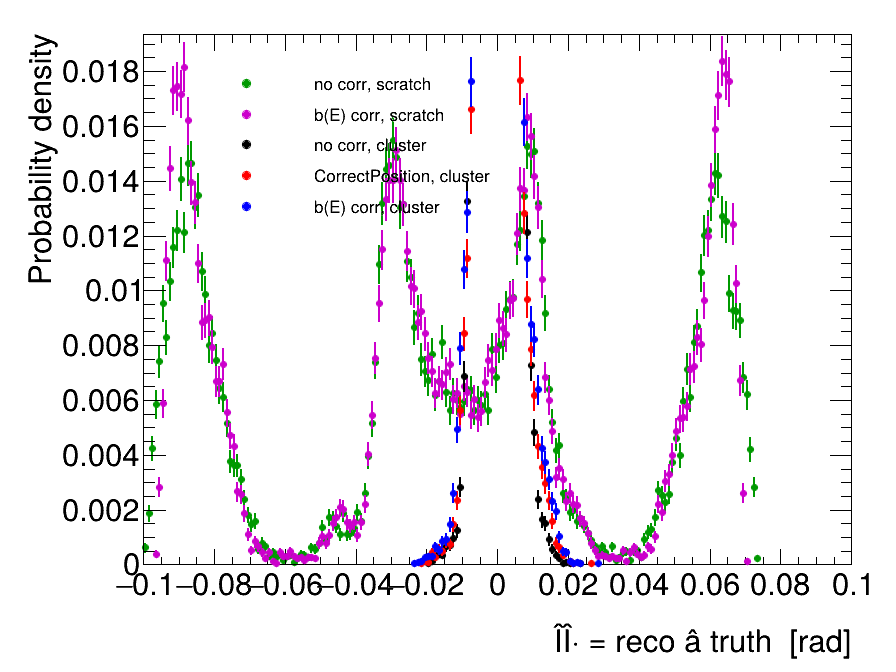 Probability density
0.018
0.016
0.014
0.012
0.01
0.008
0.006
0.004
0.002
0
no corr, scratch
b(E) corr, scratch
no corr, cluster
CorrectPosition, cluster
b(E) corr, cluster
−0.1 −0.08 −0.06 −0.04 −0.02 0 0.02 0.04 0.06 0.08 0.1
ÎÎ· = reco â truth [rad]